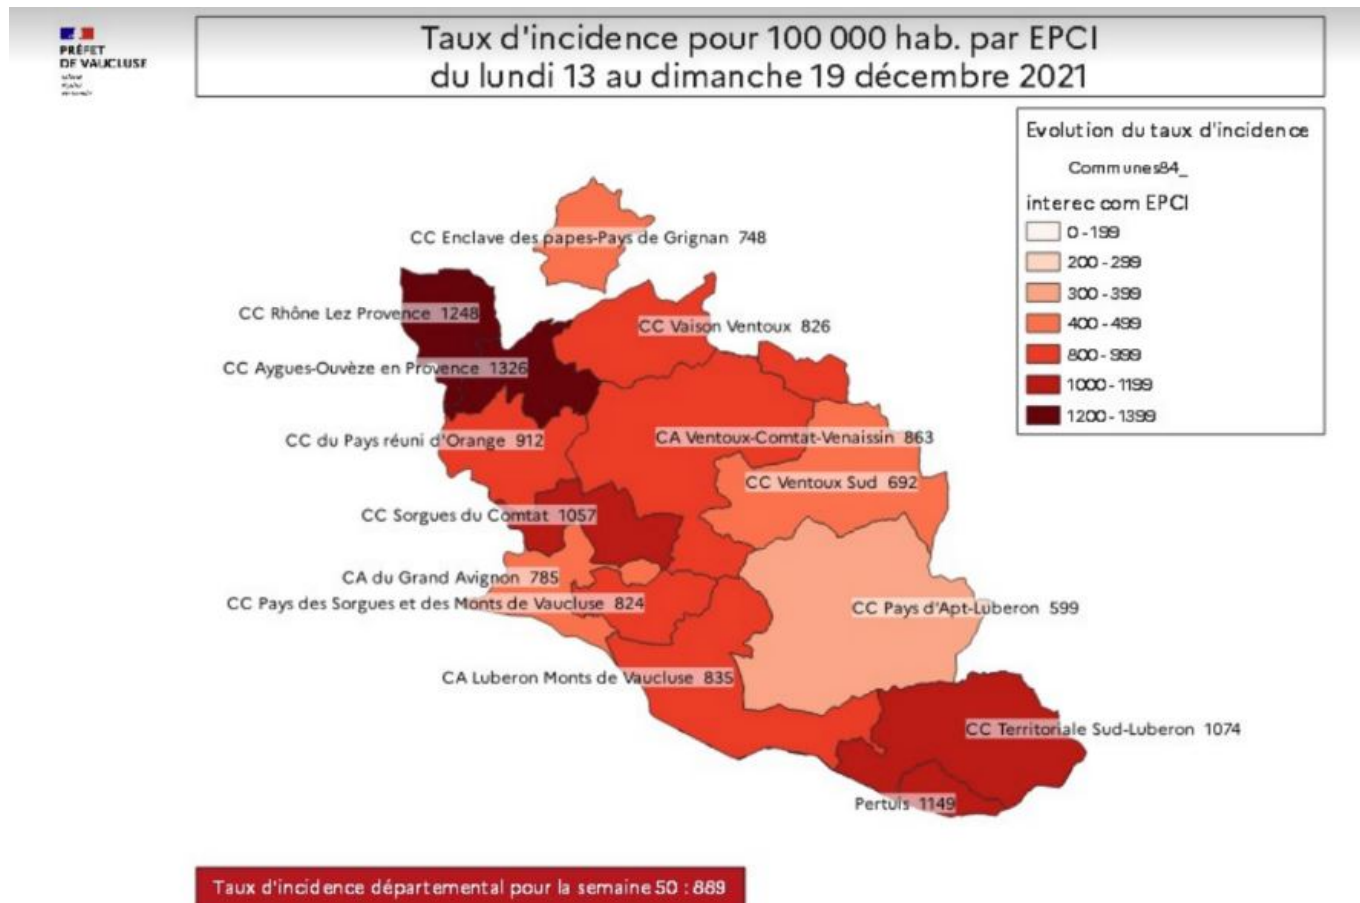 PRÉFET
DE VAUCLUSE
Taux d'incidence pour 100 000 hab. par EPCI
du lundi 13 au dimanche 19 décembre 2021
Evolution du taux d'incidence
Communes84_
interec com EPCI
0 - 199
200 - 299
300 - 399
400 - 499
800 - 999
1000 - 1199
1200 - 1399
CC Enclave des papes-Pays de Grignan 748
CC Rhône Lez Provence 1248
CC Vaison Ventoux 826
CC Aygues-Ouvèze en Provence 1326
CC du Pays réuni d'Orange 912
CA Ventoux-Comtat-Venaissin 863
CC Ventoux Sud 692
CC Sorgues du Comtat 1057
CA du Grand Avignon 785
CC Pays des Sorgues et des Monts de Vaucluse 824
CC Pays d'Apt-Luberon 599
CA Luberon Monts de Vaucluse 835
CC Territoriale Sud-Luberon 1074
Pertuis 1149
Taux d'incidence départemental pour la semaine 50 : 889